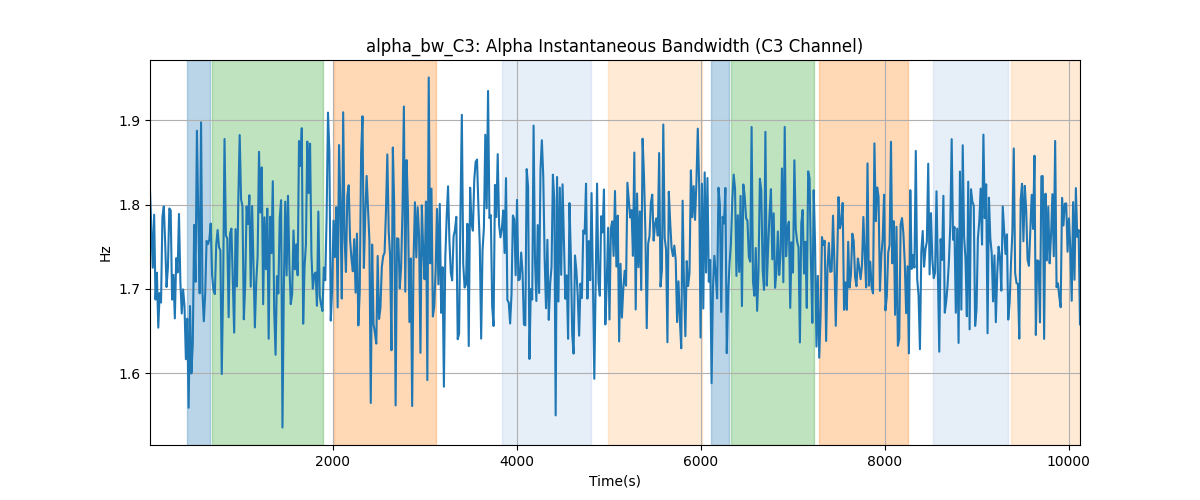 alpha_bw_C3: Alpha Instantaneous Bandwidth (C3 Channel)
Hz
1.9
1.8
1.7
1.6
2000 4000 6000 8000 10000
Time(s)